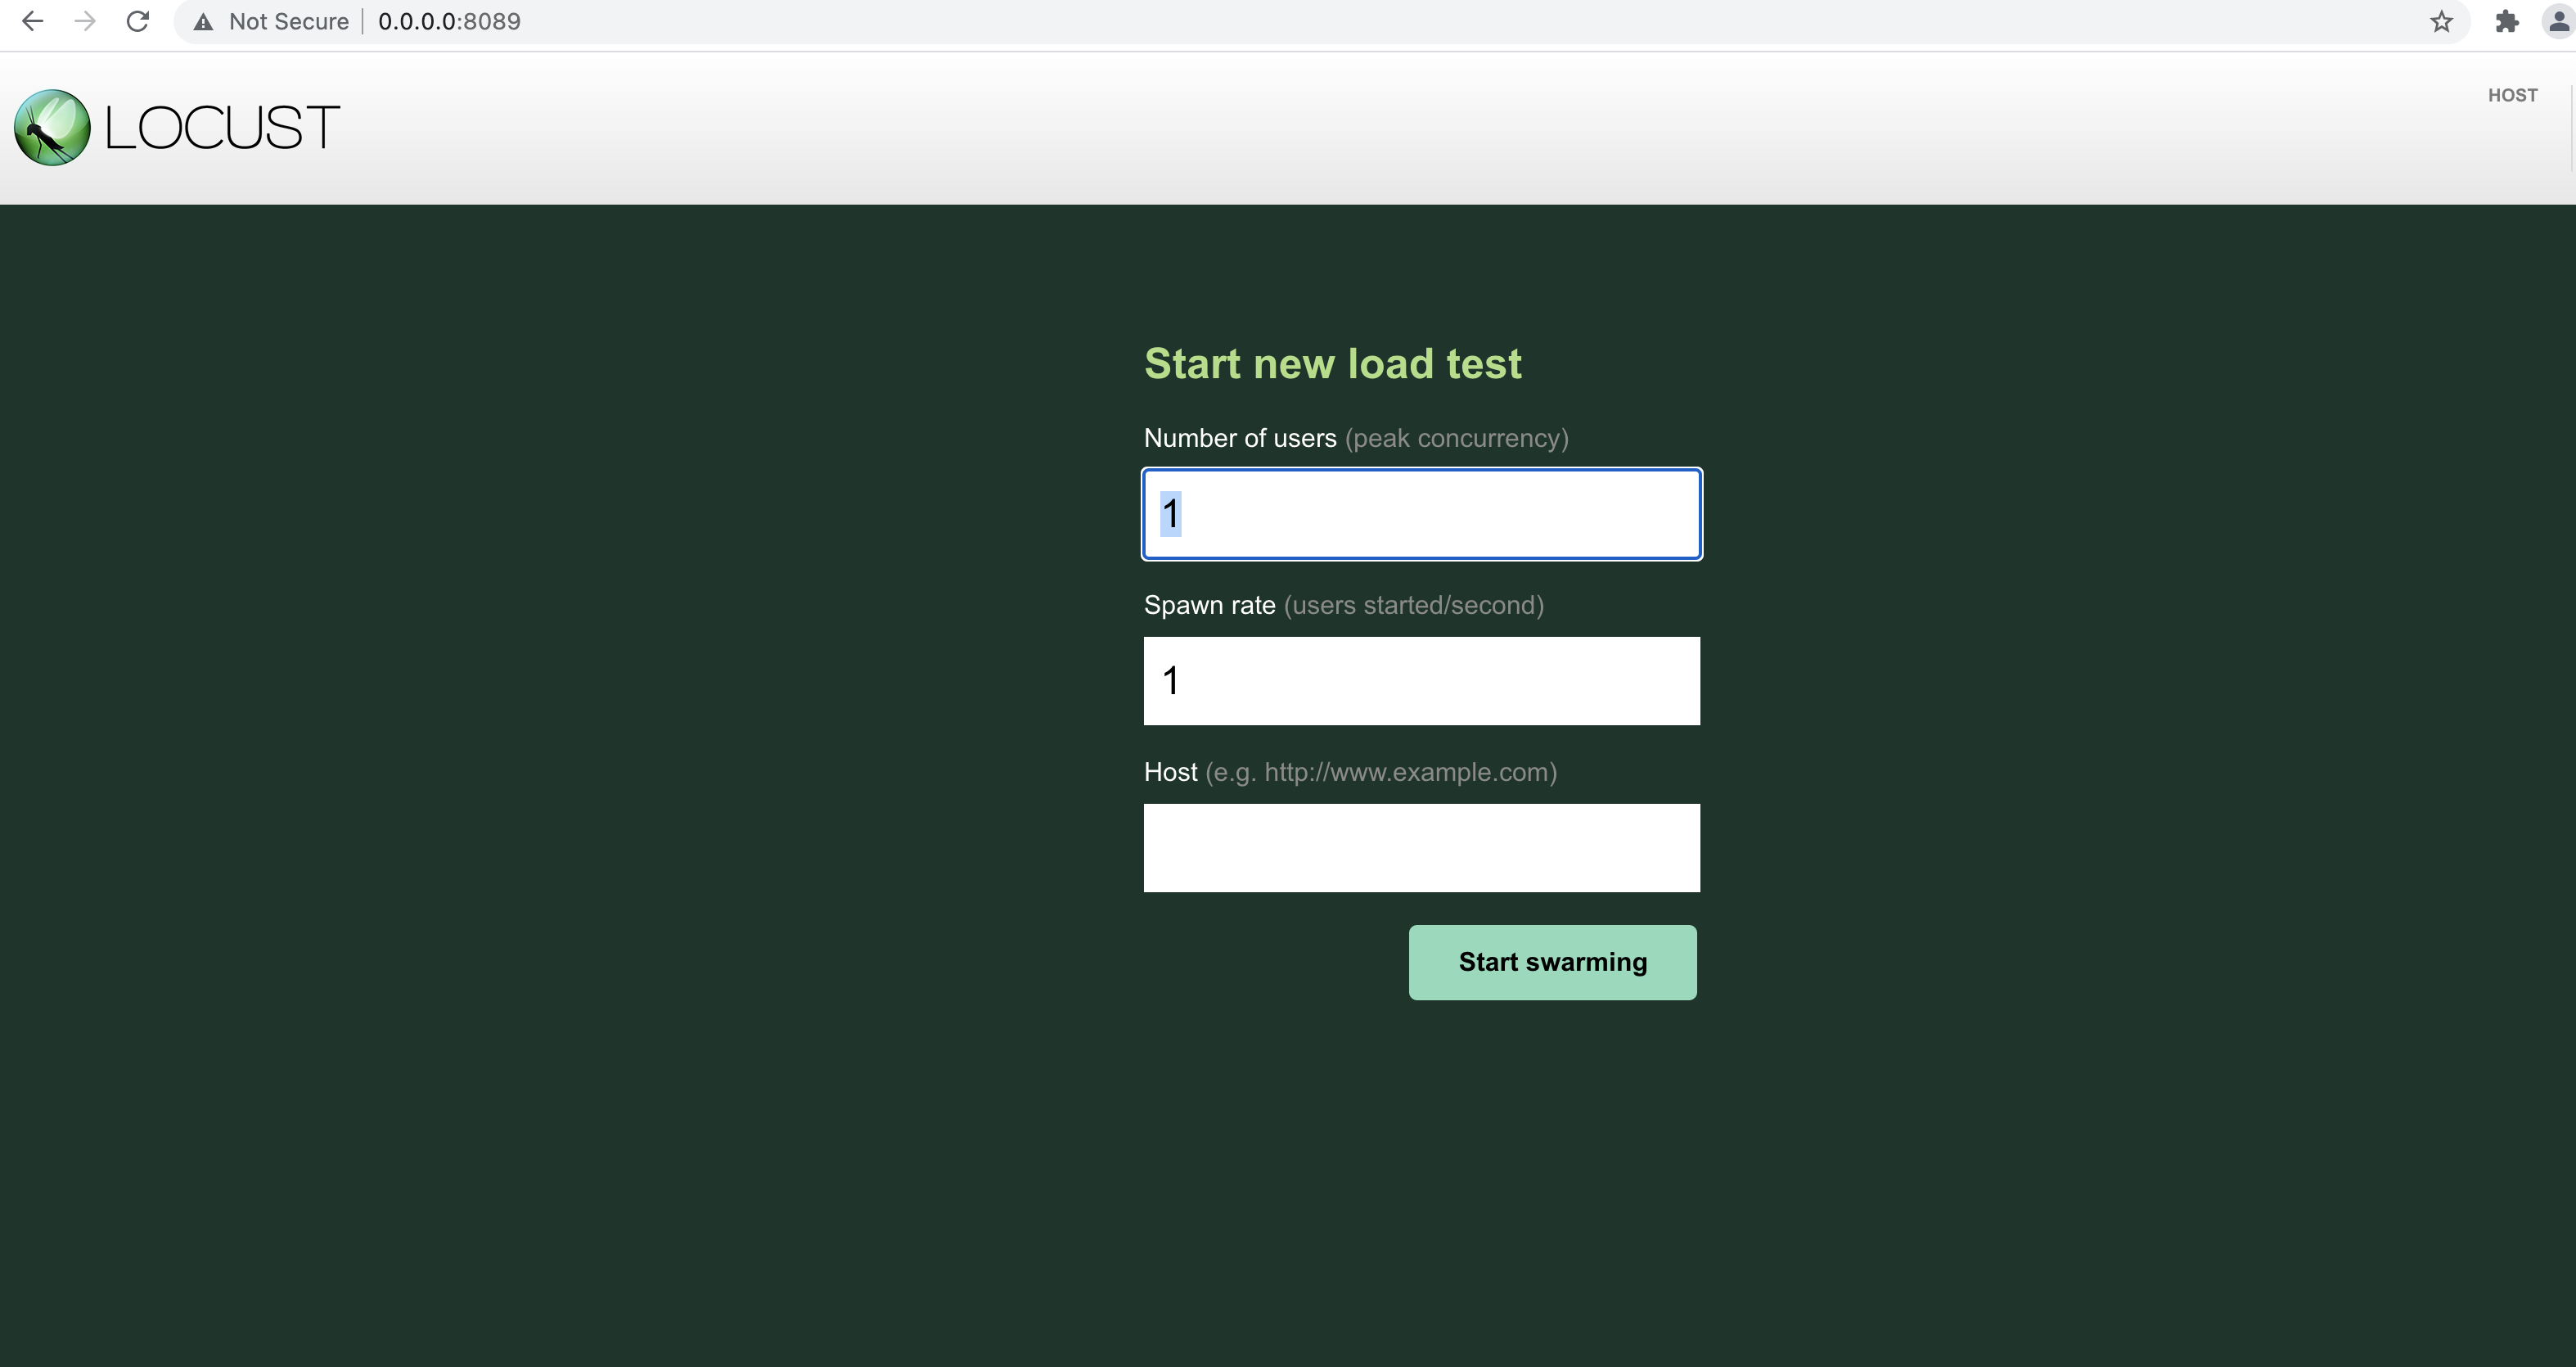 Not Secure | 0.0.0.0:8089
LOCUST
HOST
Start new load test
Number of users (peak concurrency)
1
Spawn rate (users started/second)
1
Host (e.g. http://www.example.com)
Start swarming